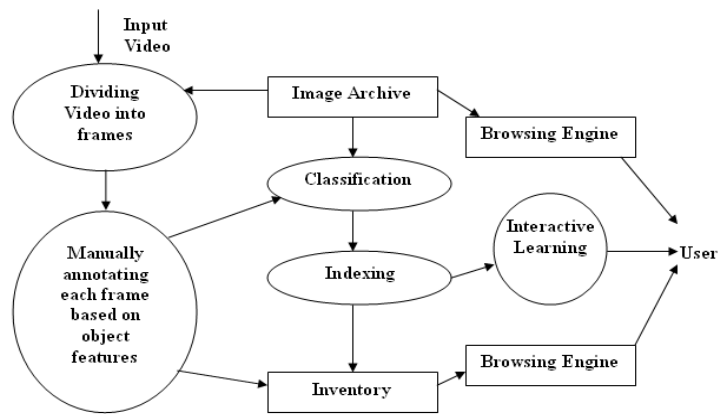 Input
Video
Dividing
Video into
frames
Image Archive
Browsing Engine
Classification
Interactive
Learning
User
Manually
annotating
each frame
based on
object
features
Indexing
Browsing Engine
Inventory